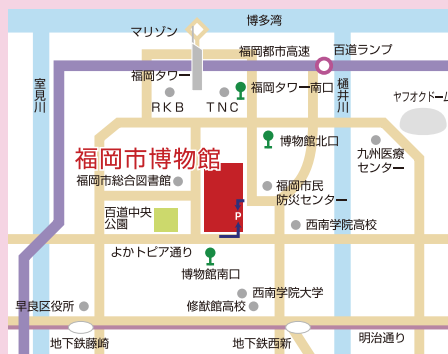 博多湾
マリゾン
福岡都市高速
百道ランプ
福岡タワー
福岡タワー南口
室見川
樋井川
RKB
TNC
ヤフオクドーム
博物館北口
九州医療
センター
福岡市博物館
福岡市総合図書館
福岡市民
防災センター
百道中央
公園
P
西南学院高校
よかトピア通り
博物館南口
西南学院大学
早良区役所
修猷館高校
地下鉄藤崎
地下鉄西新
明治通り